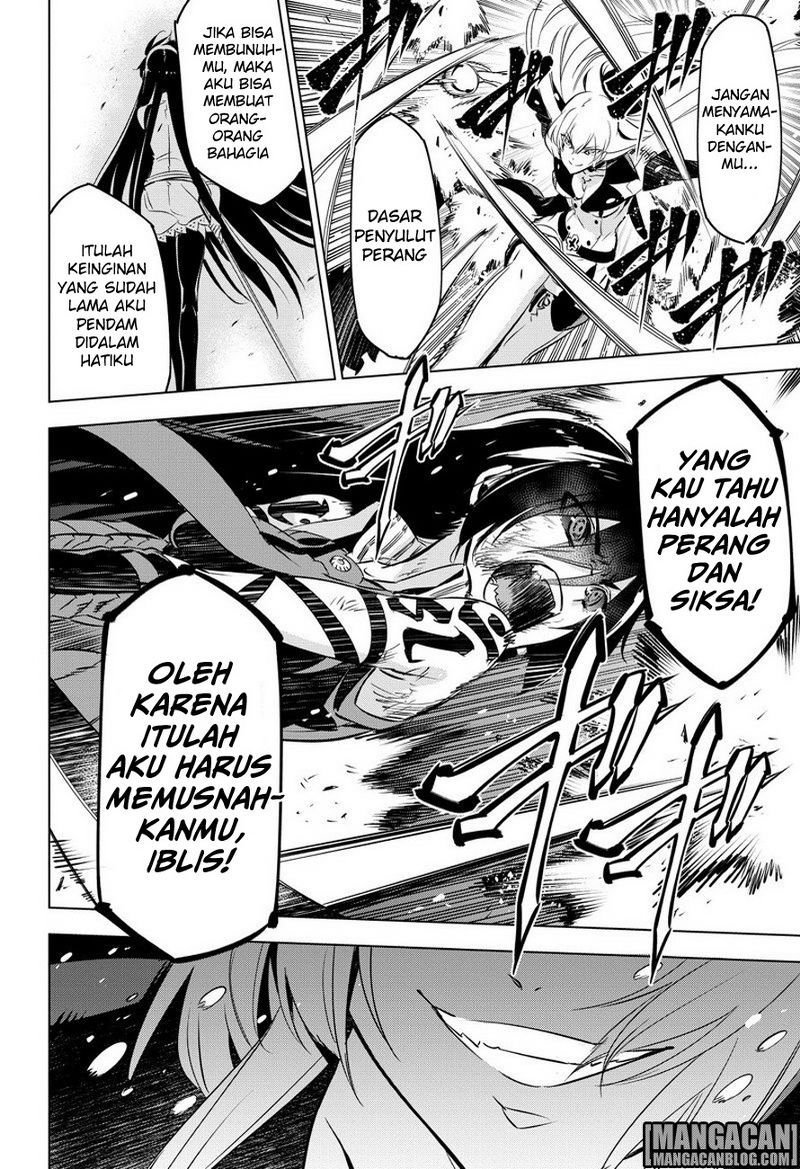 JANGAN
MENYAMA-
KANKU
DENGAN-
MU...
DASAR
PENYULUT
PERANG
JIKA BISA
MEMBUNUH-
MU, MAKA
AKU BISA
MEMBUAT
ORANG-
ORANG
BAHAGIA
ITULAH
KEINGINAN
YANG SUDAH
LAMA AKU
PENDAM
DIDALAM
HATIKU
YANG
KAU TAHU
HANYALAH
PERANG
DAN
SIKSA!
OLEH
KARENA
ITULAH
AKU HARUS
MEMUSNAH-
KANMU,
IBLIS!
[MANGACAN]
MANGACANBLOG.COM